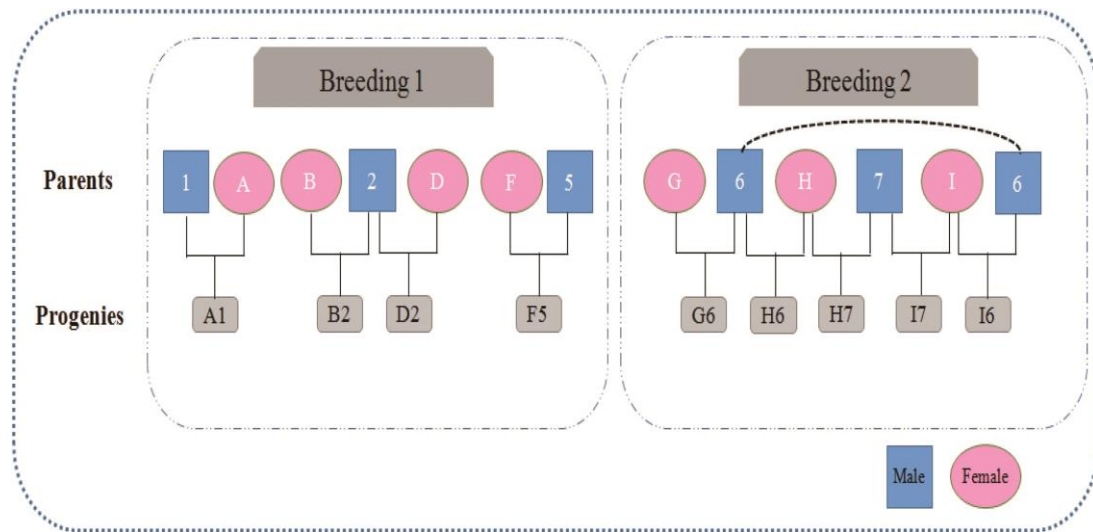 Breeding 1
Breeding 2
Parents
1 A B 2 D F 5 G 6 H 7 I 6
Progenies
A1 B2 D2 F5 G6 H6 H7 I7 I6
Male Female